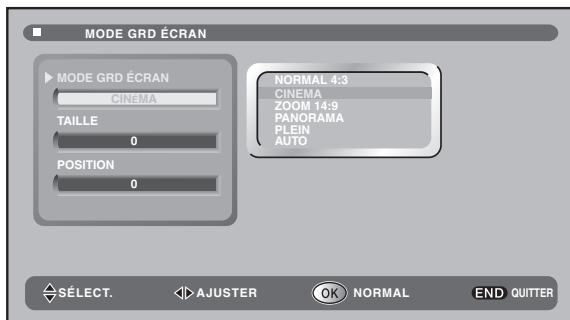 MODE GRD ÉCRAN
MODE GRD ÉCRAN
CINÉMA
TAILLE
0
POSITION
0
NORMAL 4:3
CINEMA
ZOOM 14:9
PANORAMA
PLEIN
AUTO
SÉLECT. AJUSTER OK NORMAL END QUITTER